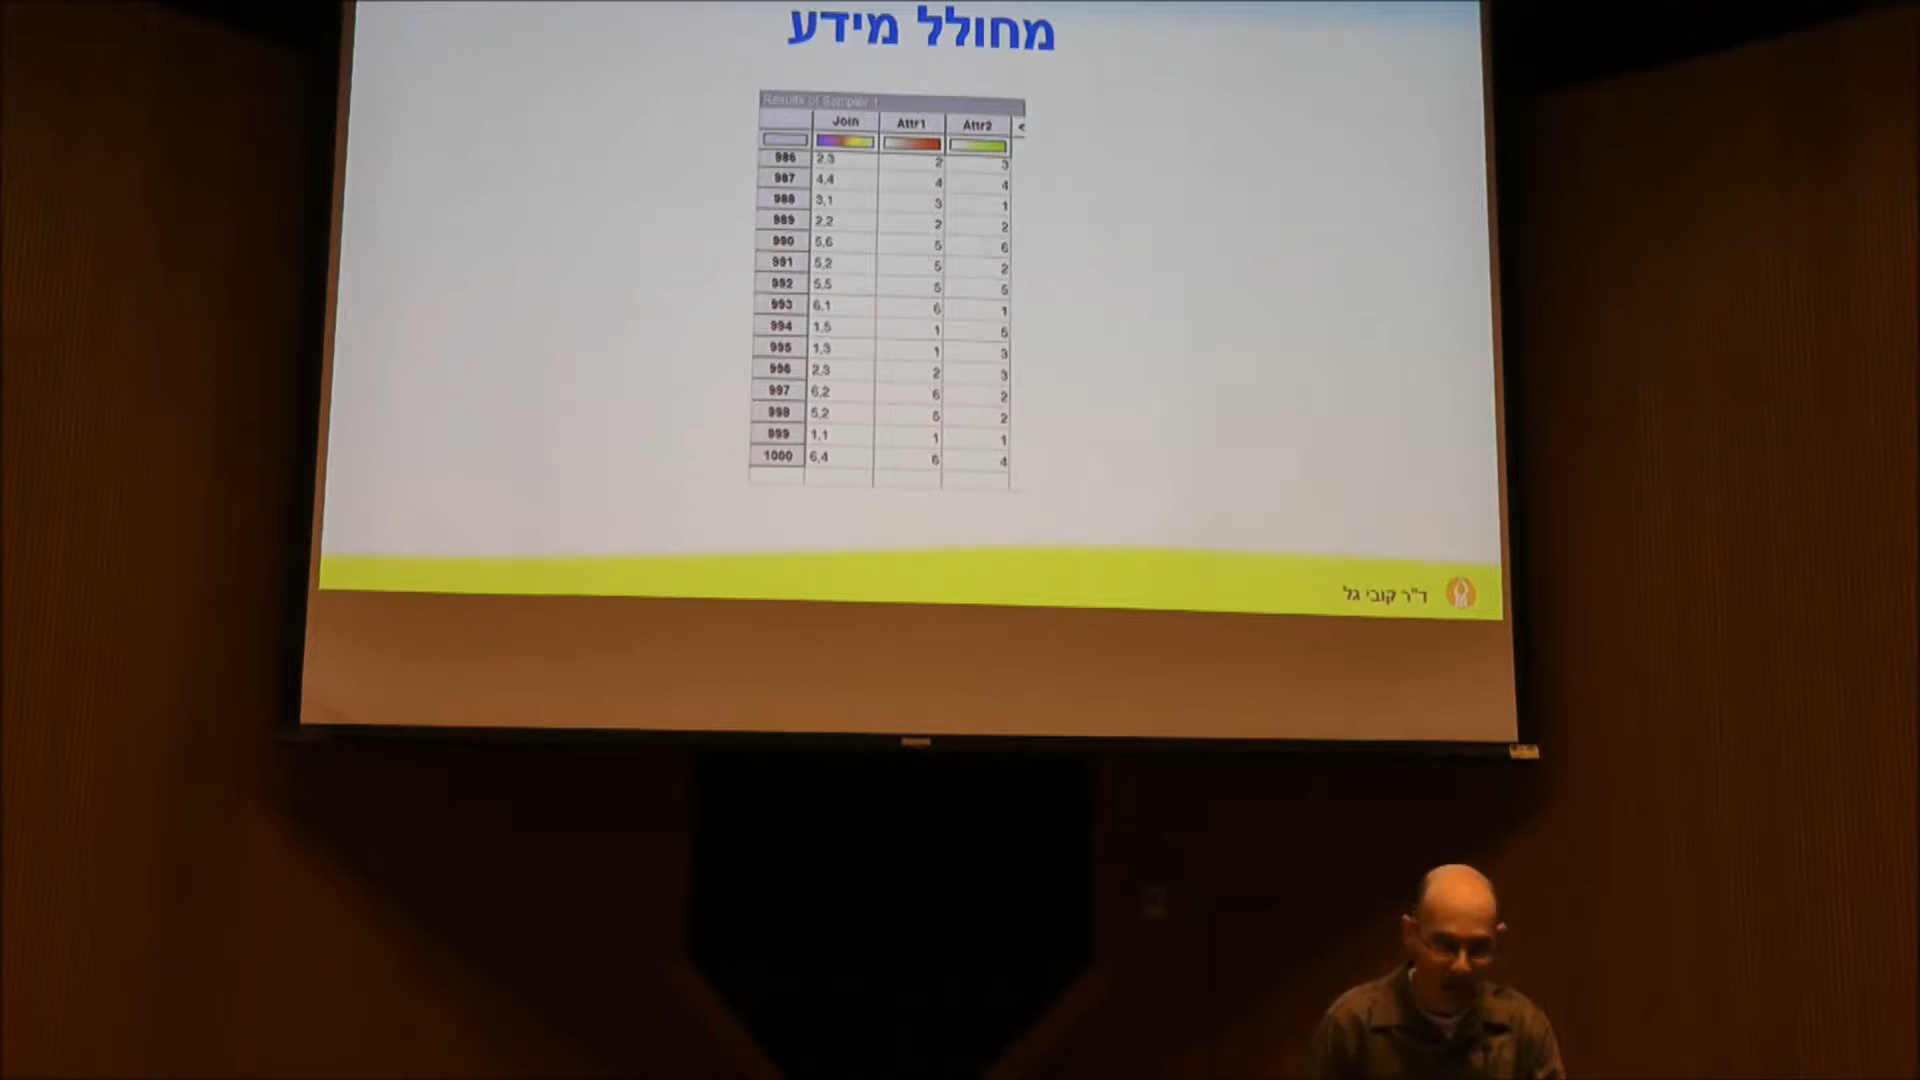 מחולל מידע
Results of Sampler 1
Join Attr1 Attr2 <
986 2,3 2 3
987 4,4 4 4
988 3,1 3 1
989 2,2 2 2
990 5,6 5 6
991 5,2 5 2
992 5,5 5 5
993 6,1 6 1
994 1,5 1 5
995 1,3 1 3
996 2,3 2 3
997 6,2 6 2
998 5,2 5 2
999 1,1 1 1
1000 6,4 6 4
ד"ר קובי גל